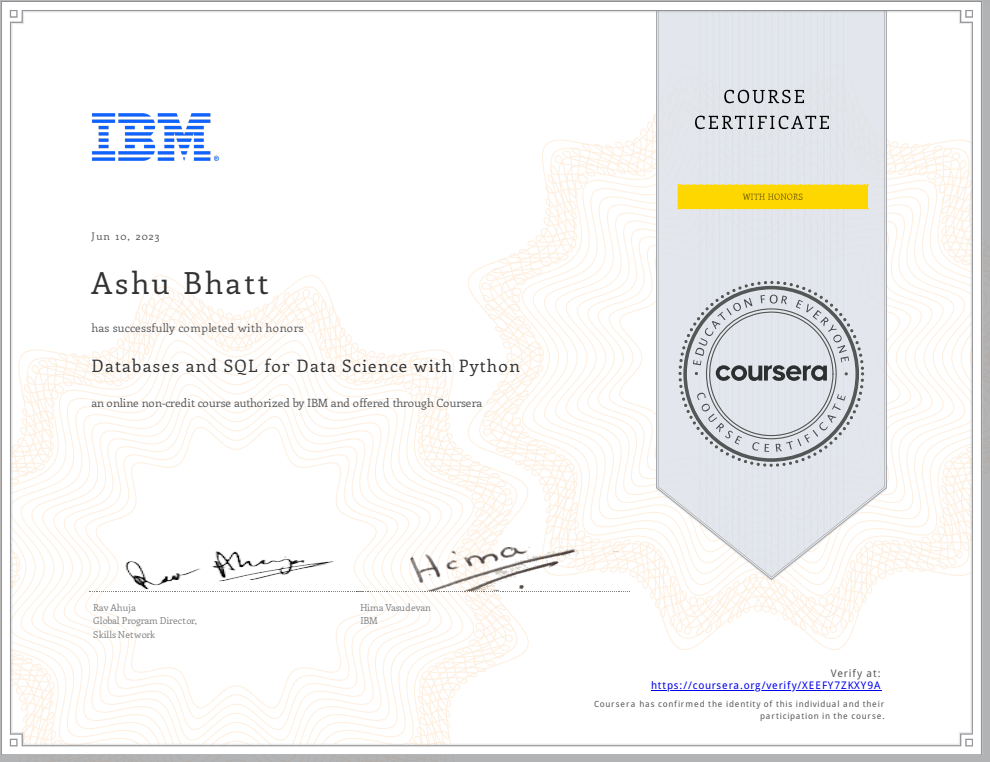 IBM®
COURSE
CERTIFICATE
WITH HONORS
Jun 10, 2023
Ashu Bhatt
has successfully completed with honors
Databases and SQL for Data Science with Python
an online non-credit course authorized by IBM and offered through Coursera
EDUCATION FOR EVERYONE
coursera
COURSE CERTIFICATE
Rav Ahuja
Hima
Rav Ahuja
Global Program Director,
Skills Network
Hima Vasudevan
IBM
Verify at:
https://coursera.org/verify/XEEFY7ZKXY9A
Coursera has confirmed the identity of this individual and their
participation in the course.